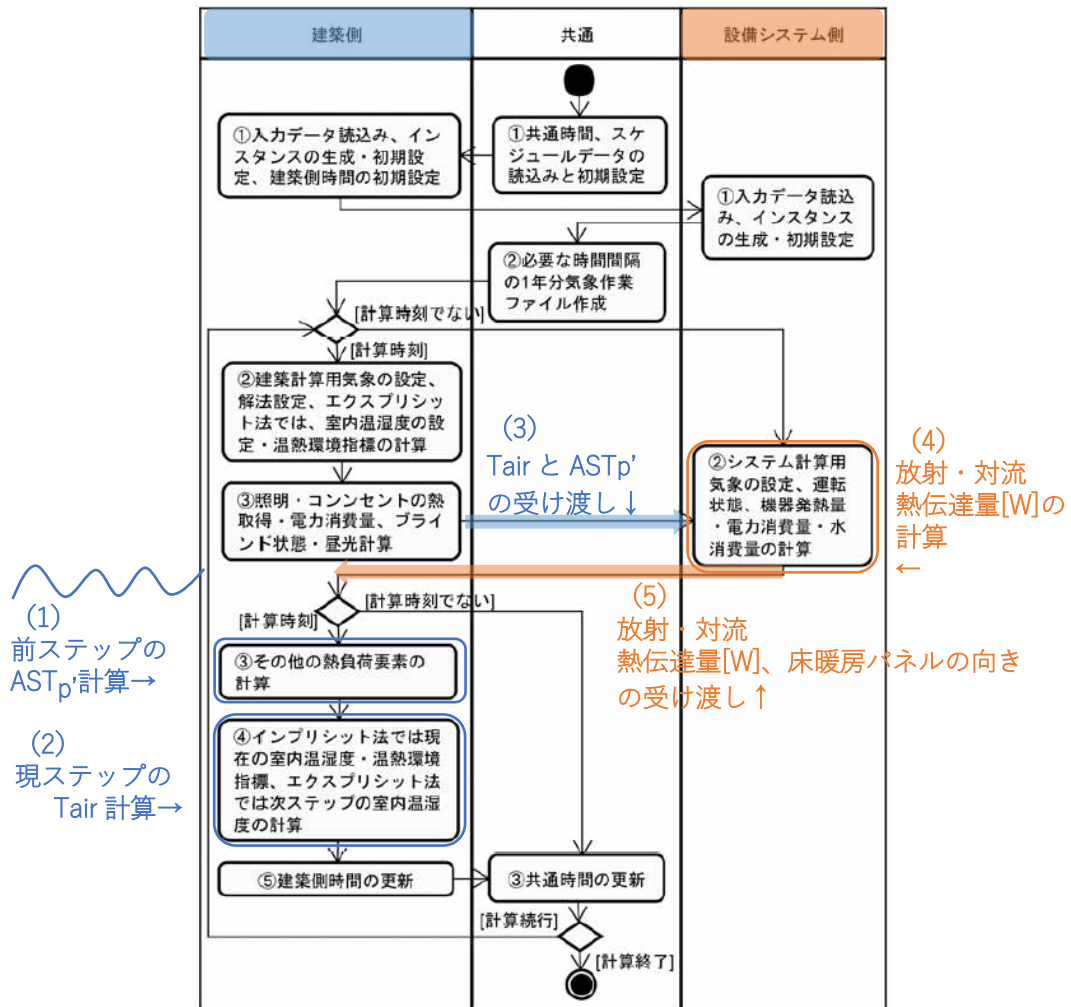 建築側
共通
設備システム側
①共通時間、スケ
ジュールデータの
読込みと初期設定
①入力データ読込み、イン
スタンスの生成・初期設
定、建築側時間の初期設定
①入力データ読込
み、インスタンス
の生成・初期設定
②必要な時間間隔
の1年分気象作業
ファイル作成
[計算時刻でない]
[計算時刻]
②建築計算用気象の設定、
解法設定、エクスプリシッ
ト法では、室内温湿度の設
定・温熱環境指標の計算
③照明・コンンセントの熱
取得・電力消費量、ブラ
インド状態・昼光計算
(3)
Tair と ASTp’
の受け渡し↓
②システム計算用
気象の設定、運転
状態、機器発熱量
・電力消費量・水
消費量の計算
(4)
放射・対流
熱伝達量[W]の
計算
←
(5)
放射・対流
熱伝達量[W]、床暖房パネルの向き
の受け渡し↑
[計算時刻でない]
[計算時刻]
(1)
前ステップの
ASTp’計算→
③その他の熱負荷要素の
計算
(2)
現ステップの
Tair 計算→
④インプリシット法では現
在の室内温湿度・温熱環境
指標、エクスプリシット法
では次ステップの室内温湿
度の計算
⑤建築側時間の更新
③共通時間の更新
[計算続行]
[計算終了]